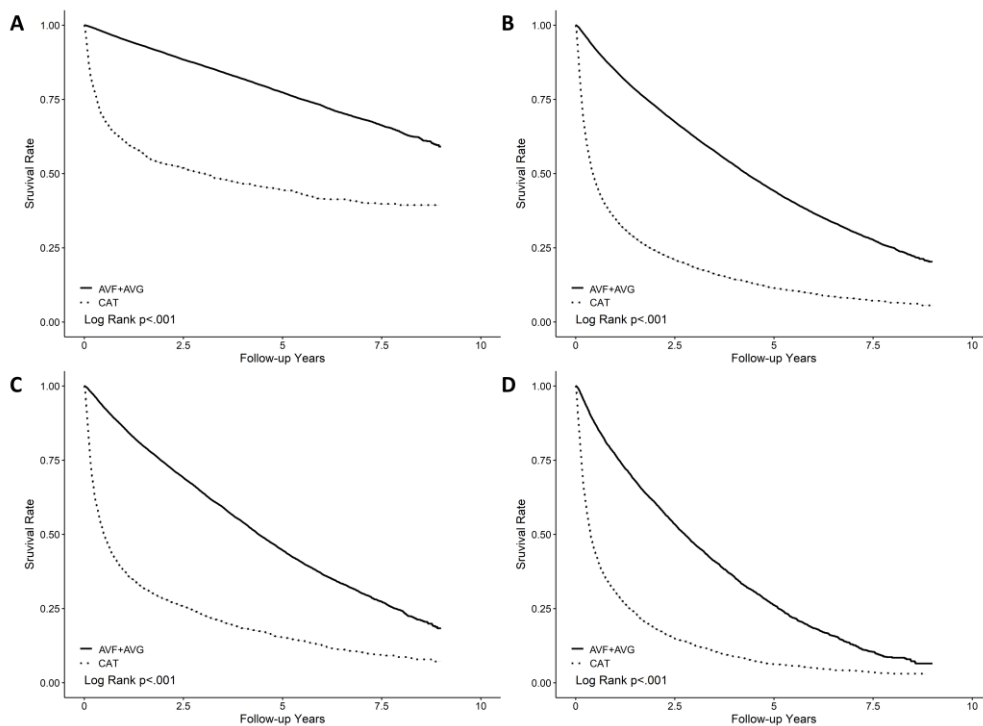 A
1.00
0.75
0.50
0.25
0.00
Sruvival Rate
AVF+AVG
CAT
Log Rank p<.001
0 2.5 5 7.5 10
Follow-up Years
B
1.00
0.75
0.50
0.25
0.00
Sruvival Rate
AVF+AVG
CAT
Log Rank p<.001
0 2.5 5 7.5 10
Follow-up Years
C
1.00
0.75
0.50
0.25
0.00
Sruvival Rate
AVF+AVG
CAT
Log Rank p<.001
0 2.5 5 7.5 10
Follow-up Years
D
1.00
0.75
0.50
0.25
0.00
Sruvival Rate
AVF+AVG
CAT
Log Rank p<.001
0 2.5 5 7.5 10
Follow-up Years